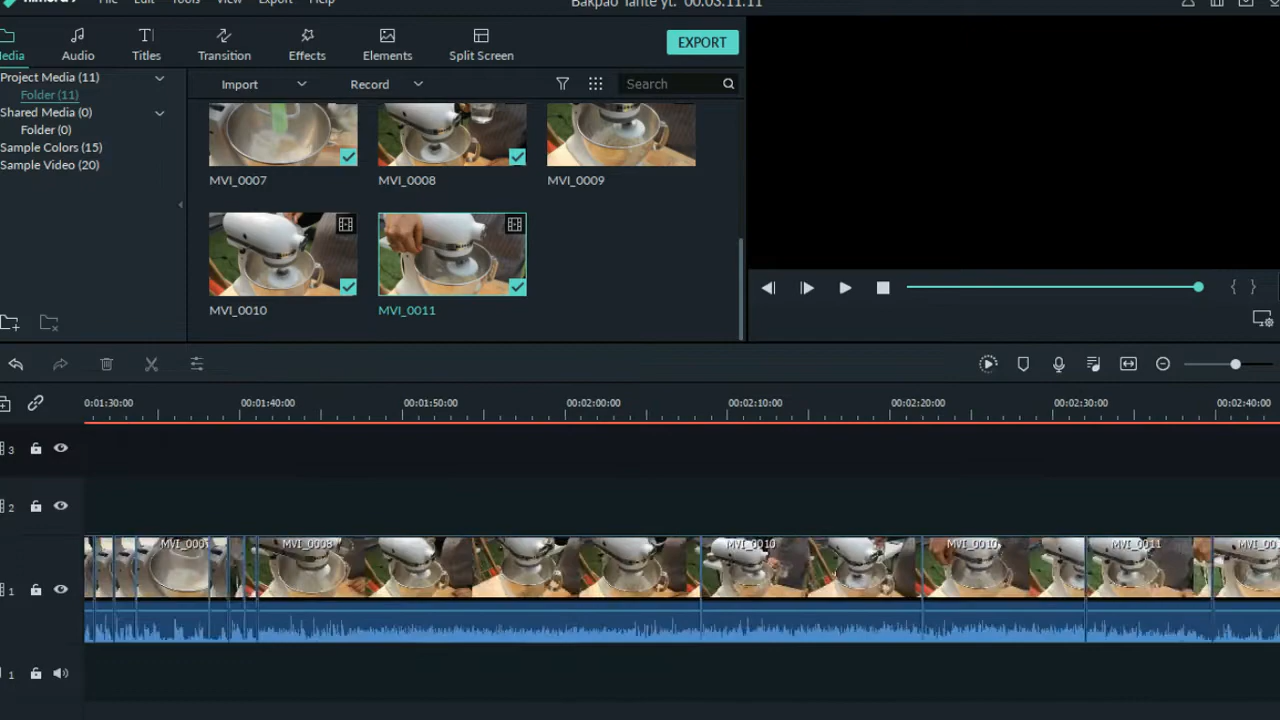 File Edit Tools View Export Help
Bakpao Tante yt. 00:03:11:11
Media Audio Titles Transition Effects Elements Split Screen
EXPORT
Project Media (11)
Folder (11)
Shared Media (0)
Folder (0)
Sample Colors (15)
Sample Video (20)
Import Record Search
MVI_0007 MVI_0008 MVI_0009
MVI_0010 MVI_0011
0:01:30:00 00:01:40:00 00:01:50:00 00:02:00:00 00:02:10:00 00:02:20:00 00:02:30:00 00:02:40:00
3
2
MVI_000 MVI_0008 MVI_0010 MVI_0010 MVI_0011 MVI_00
1
1